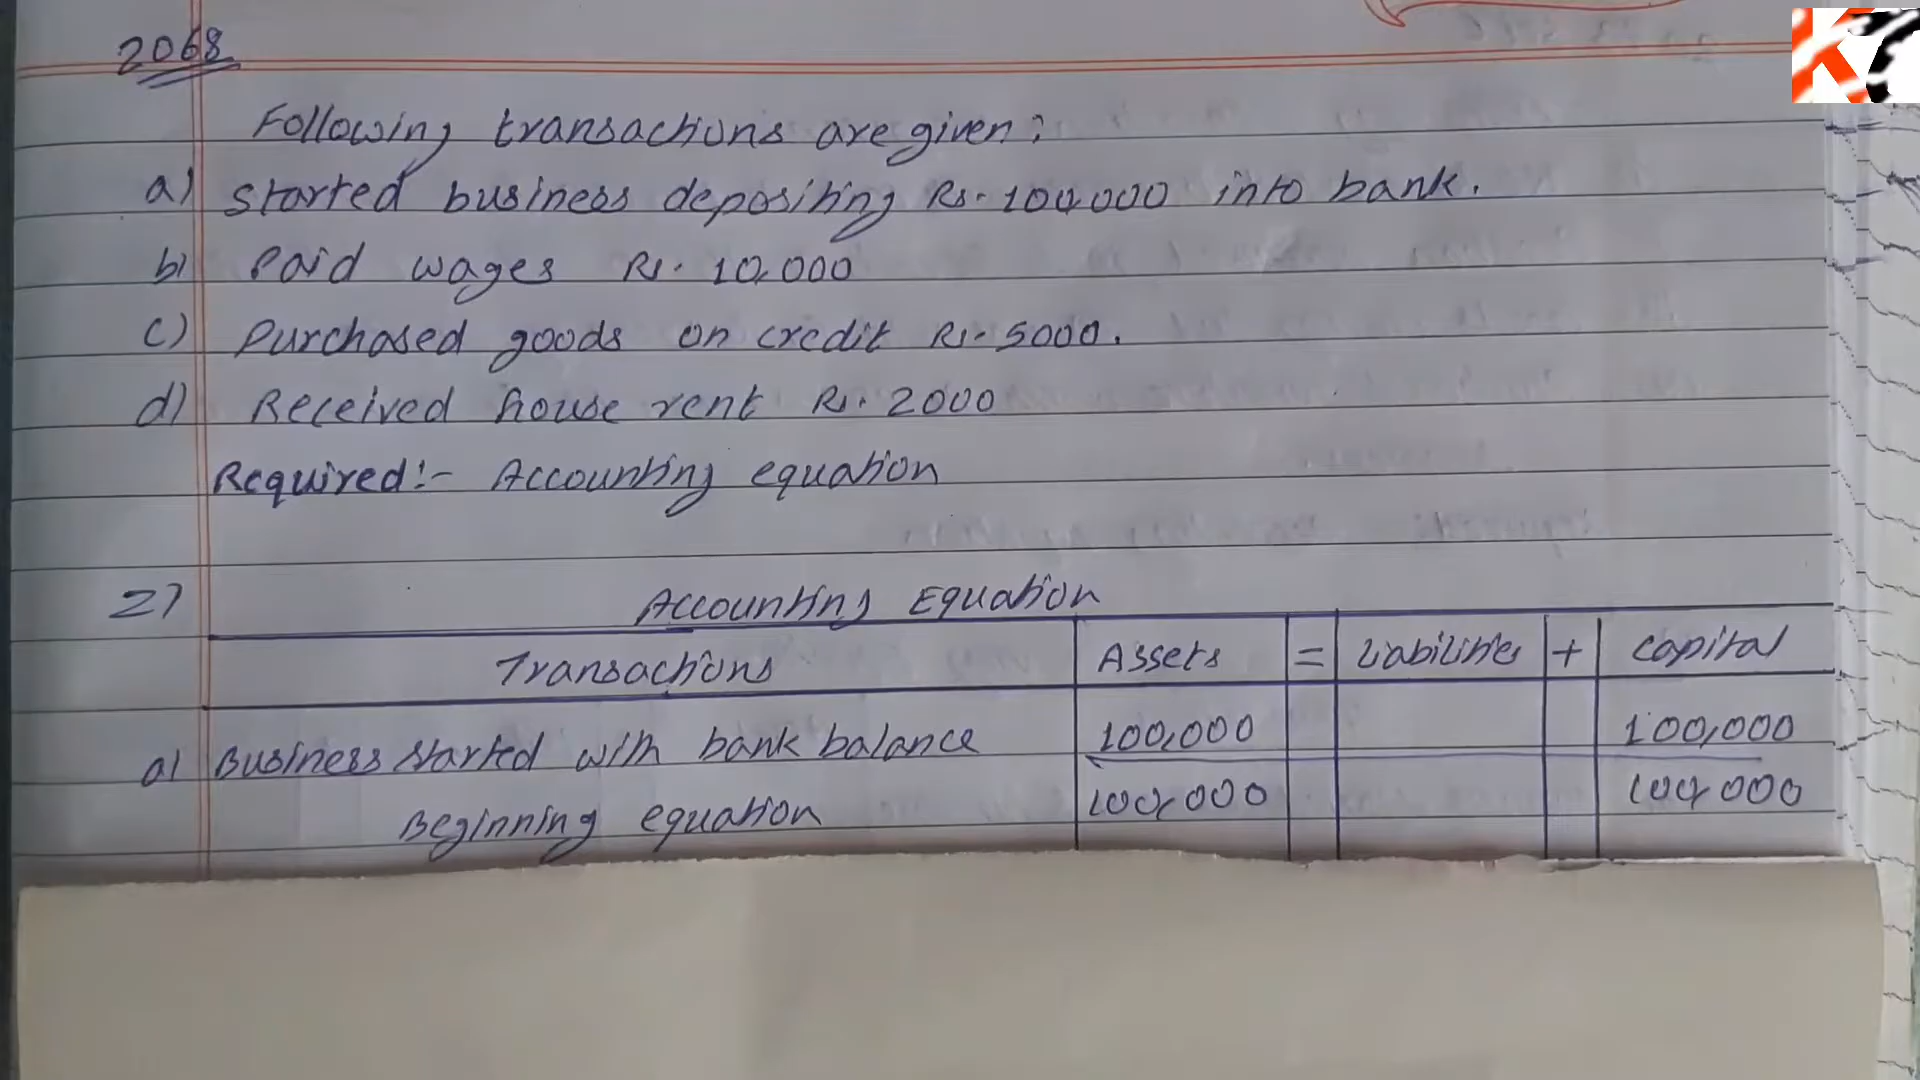 2068
Following transactions are given:
a) Started business depositing Rs. 100,000 into bank.
b) Paid wages Rs. 10,000
c) Purchased goods on credit Rs. 5000.
d) Received house rent Rs. 2000
Required:- Accounting equation
2) Accounting Equation
Transactions Assets = Liabilities + Capital
a) Business started with bank balance 100,000 100,000
Beginning equation 100,000 100,000